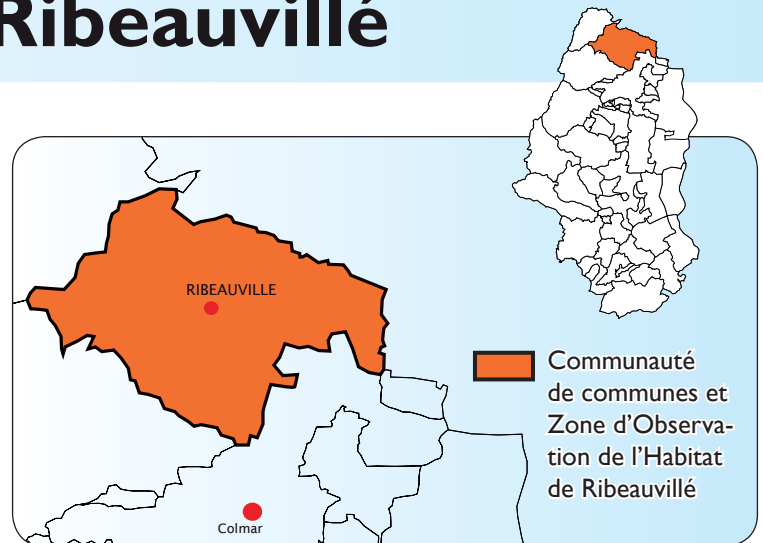 Ribeauvillé
RIBEAUVILLE
Communauté
de communes et
Zone d’Observa-
tion de l’Habitat
de Ribeauvillé
Colmar